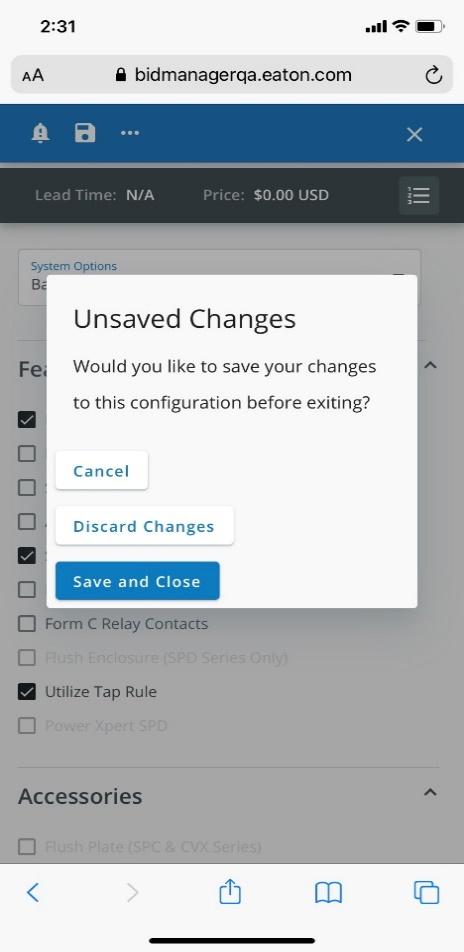 2:31
AA bidmanagerqa.eaton.com
Lead Time: N/A Price: $0.00 USD
System Options
Unsaved Changes
Would you like to save your changes
to this configuration before exiting?
Cancel
Discard Changes
Save and Close
Form C Relay Contacts
Flush Enclosure (SPD Series Only)
Utilize Tap Rule
Power Xpert SPD
Accessories
Flush Plate (SPC & CVX Series)